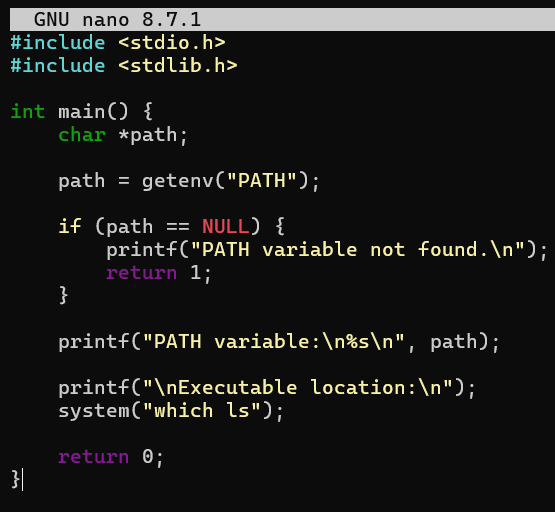 GNU nano 8.7.1
#include <stdio.h>
#include <stdlib.h>

int main() {
    char *path;

    path = getenv("PATH");

    if (path == NULL) {
        printf("PATH variable not found.\n");
        return 1;
    }

    printf("PATH variable:\n%s\n", path);

    printf("\nExecutable location:\n");
    system("which ls");

    return 0;
}